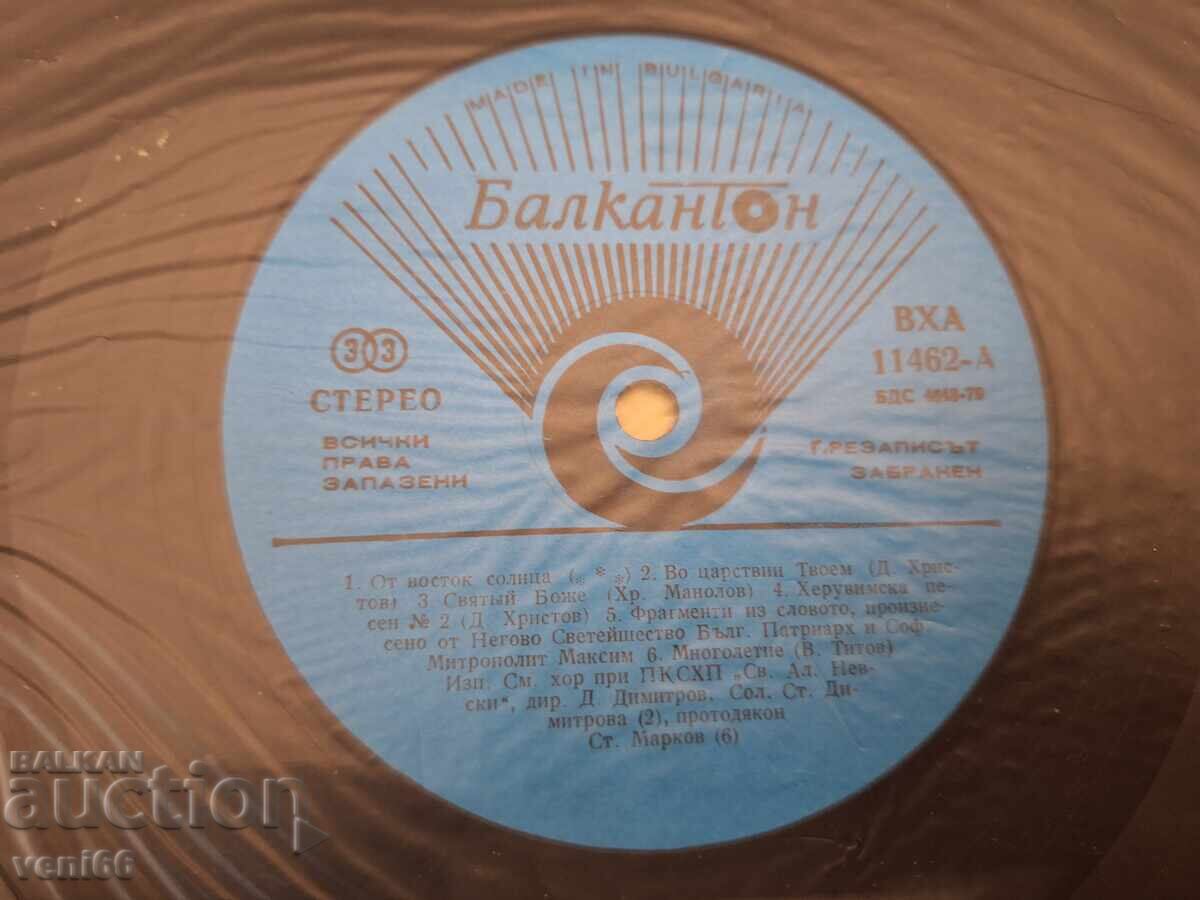 MADE IN BULGARIA
Балкантон
33
СТЕРЕО
ВСИЧКИ
ПРАВА
ЗАПАЗЕНИ
ВХА
11462-А
БДС
ПРЕЗАПИСЪТ
ЗАБРАНЕН
1. От восток солнца (* * *) 2. Во царствии Твоем (Д. Хрис-
тов) 3 Святый Боже (Хр. Манолов) 4. Херувимска пе-
сен № 2 (Д Христов) 5. Фрагменти из словото, произне-
сено от Негово Светейшество Бълг. Патриарх и Соф
Митрополит Максим 6. Многолетие (В. Титов)
Изп. См. хор при ПКСХП „Св. Ал. Нев-
ски", дир. Д Димитров. Сол. Ст. Ди-
митрова (2), протодякон
Ст. Марков (6)
BALKAN
auction
veni66